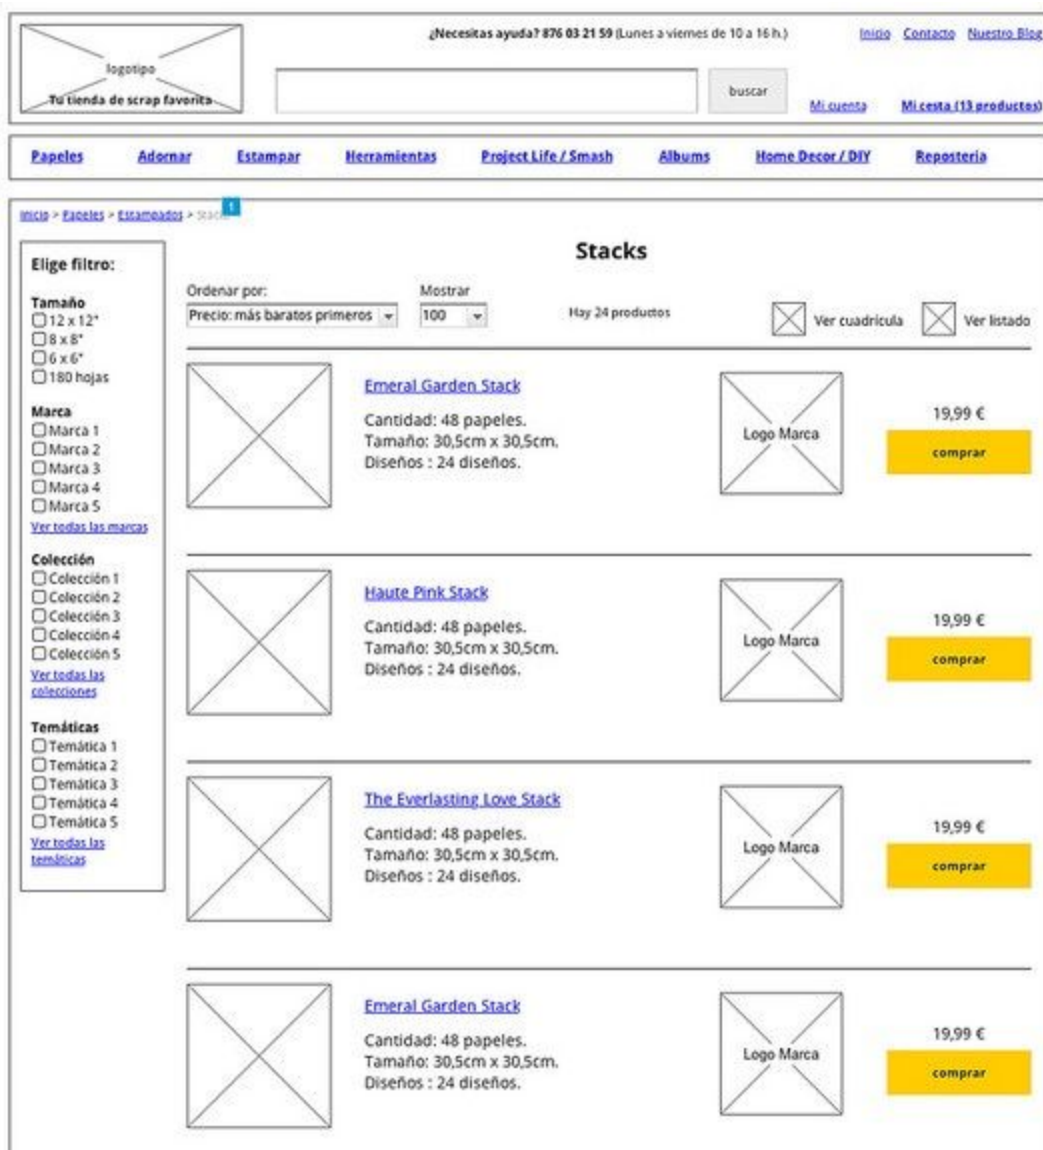 ¿Necesitas ayuda? 876 03 21 59 (Lunes a viernes de 10 a 16 h.)
Inicio Contacto Nuestro Blog
logotipo
Tu tienda de scrap favorita
buscar
Mi cuenta
Mi cesta (13 productos)
Papeles Adornar Estampar Herramientas Project Life / Smash Albums Home Decor / DIY Repostería
Inicio > Papeles > Estampados > Stacks
1
Stacks
Elige filtro:
Tamaño
12 x 12"
8 x 8"
6 x 6"
180 hojas
Marca
Marca 1
Marca 2
Marca 3
Marca 4
Marca 5
Ver todas las marcas
Colección
Colección 1
Colección 2
Colección 3
Colección 4
Colección 5
Ver todas las
colecciones
Temáticas
Temática 1
Temática 2
Temática 3
Temática 4
Temática 5
Ver todas las
temáticas
Ordenar por:
Precio: más baratos primeros
Mostrar
100
Hay 24 productos
Ver cuadrícula
Ver listado
Emeral Garden Stack
Cantidad: 48 papeles.
Tamaño: 30,5cm x 30,5cm.
Diseños : 24 diseños.
Logo Marca
19,99 €
comprar
Haute Pink Stack
Cantidad: 48 papeles.
Tamaño: 30,5cm x 30,5cm.
Diseños : 24 diseños.
Logo Marca
19,99 €
comprar
The Everlasting Love Stack
Cantidad: 48 papeles.
Tamaño: 30,5cm x 30,5cm.
Diseños : 24 diseños.
Logo Marca
19,99 €
comprar
Emeral Garden Stack
Cantidad: 48 papeles.
Tamaño: 30,5cm x 30,5cm.
Diseños : 24 diseños.
Logo Marca
19,99 €
comprar